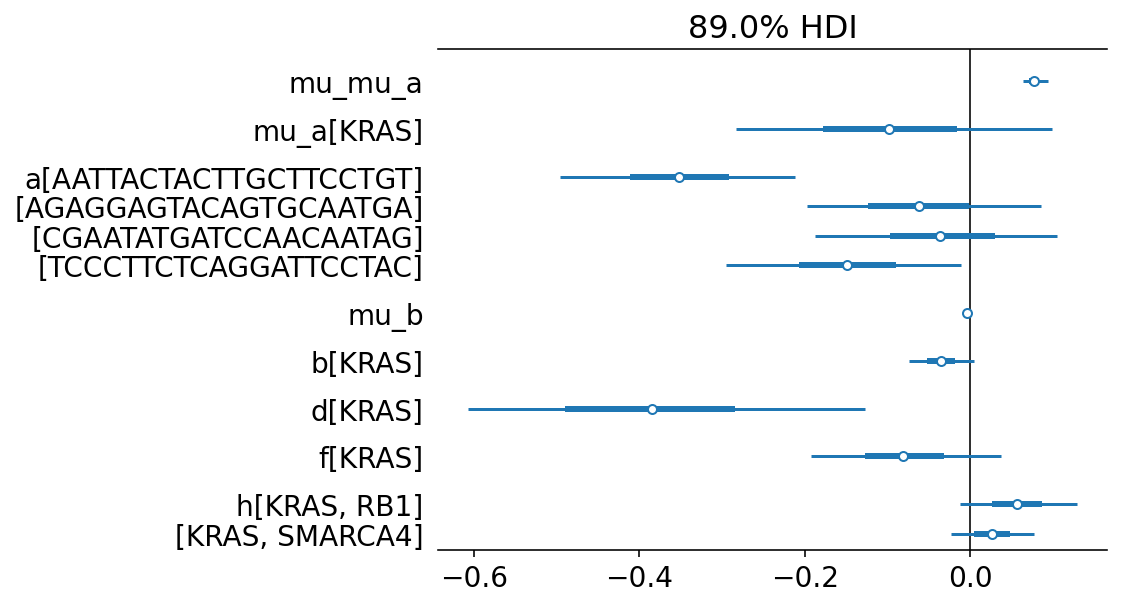 89.0% HDI
mu_mu_a
mu_a[KRAS]
a[AATTACTACTTGCTTCCTGT]
[AGAGGAGTACAGTGCAATGA]
[CGAATATGATCCAACAATAG]
[TCCCTTCTCAGGATTCCTAC]
mu_b
b[KRAS]
d[KRAS]
f[KRAS]
h[KRAS, RB1]
[KRAS, SMARCA4]
−0.6 −0.4 −0.2 0.0